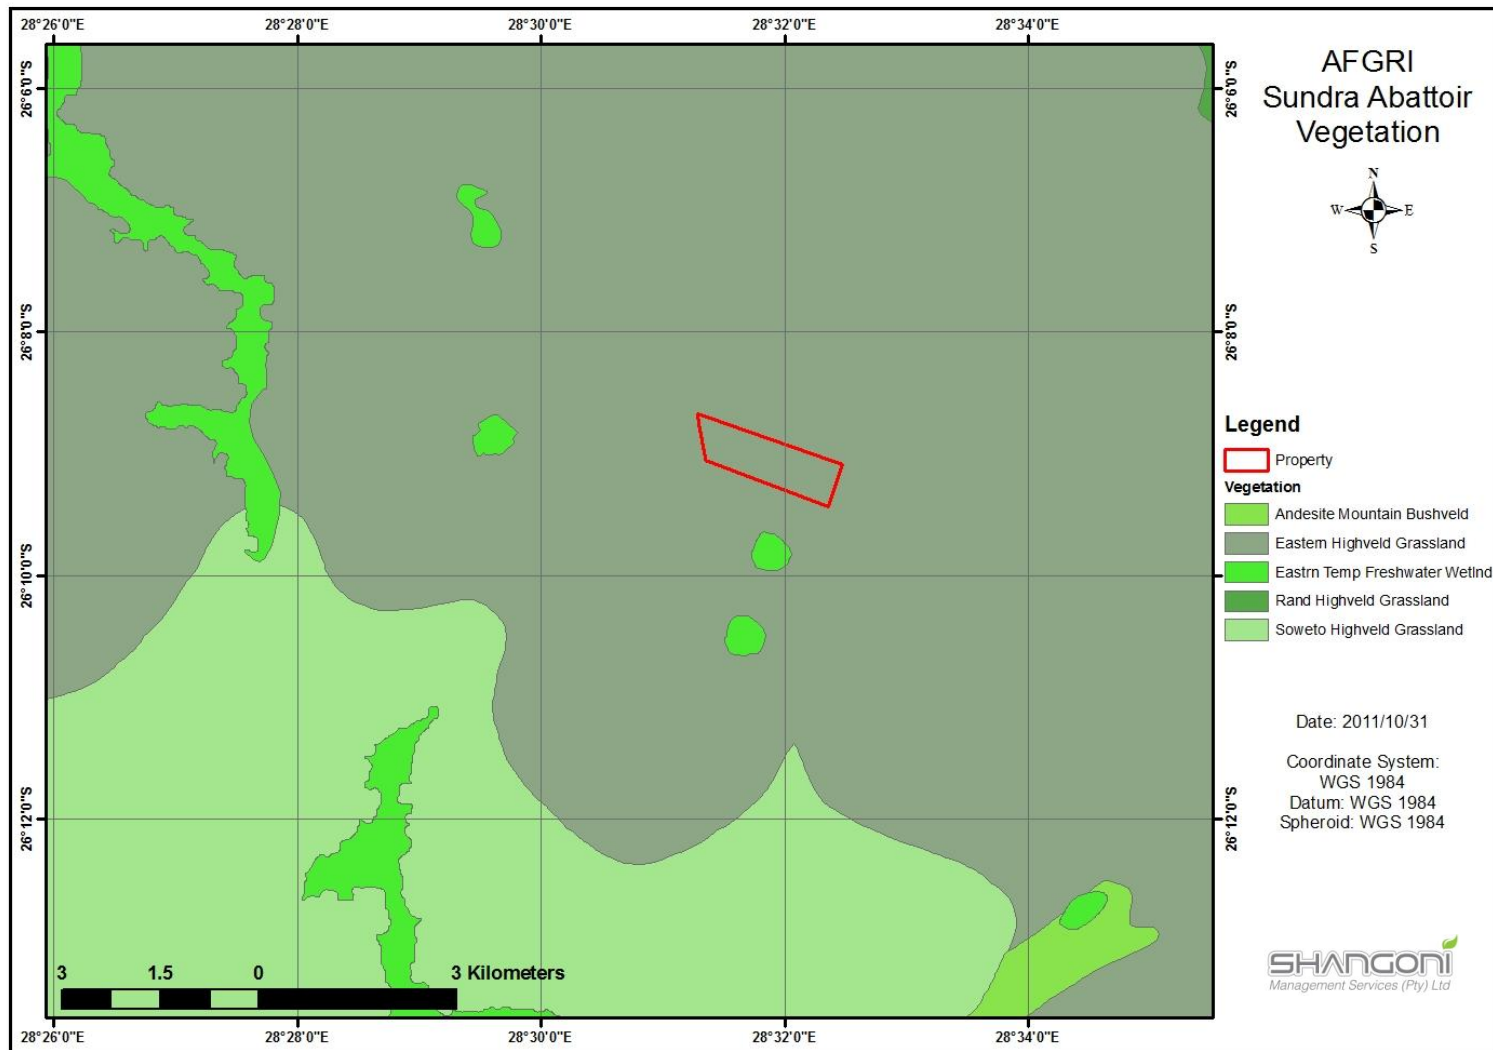 28°26'0"E 28°28'0"E 28°30'0"E 28°32'0"E 28°34'0"E
AFGRI
Sundra Abattoir
Vegetation
N
W E
S
26°6'0"S 26°6'0"S
26°8'0"S 26°8'0"S
Legend
Property
Vegetation
Andesite Mountain Bushveld
Eastern Highveld Grassland
Eastrn Temp Freshwater Wetlnd
Rand Highveld Grassland
Soweto Highveld Grassland
26°10'0"S
26°12'0"S 26°12'0"S
Date: 2011/10/31
Coordinate System:
WGS 1984
Datum: WGS 1984
Spheroid: WGS 1984
3 1.5 0 3 Kilometers
SHANGONI
Management Services (Pty) Ltd
28°26'0"E 28°28'0"E 28°30'0"E 28°32'0"E 28°34'0"E